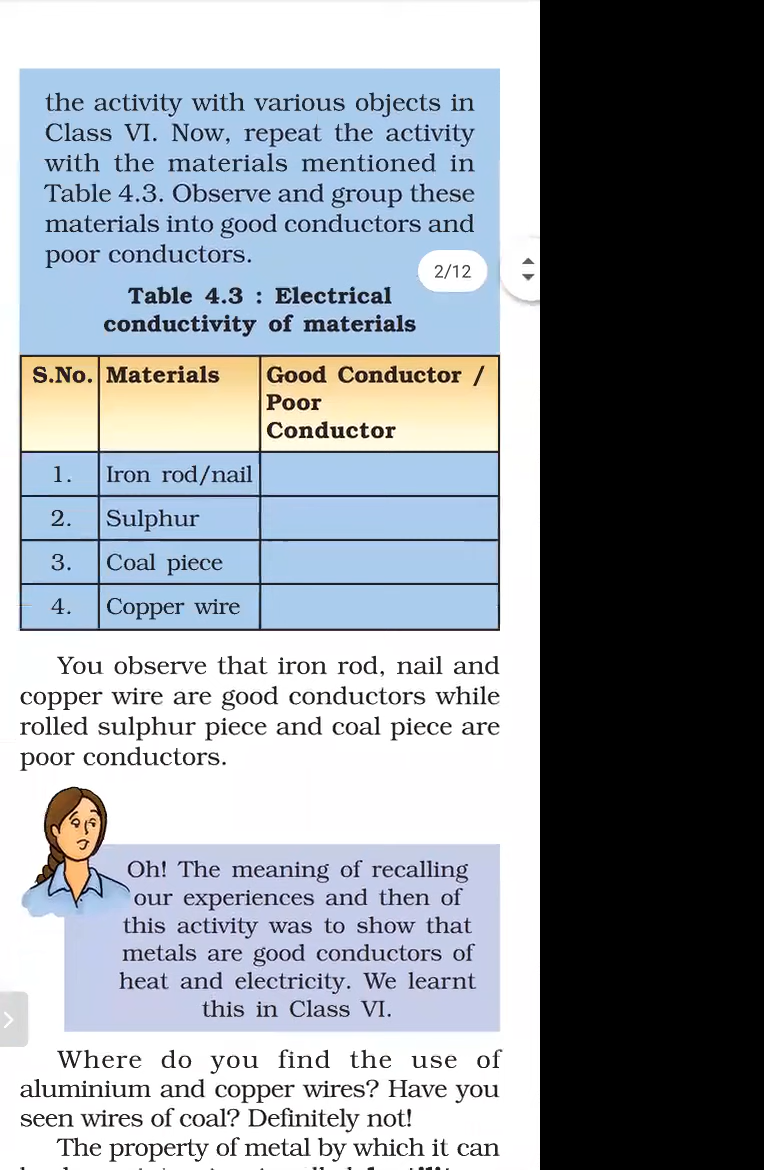 the activity with various objects in
Class VI. Now, repeat the activity
with the materials mentioned in
Table 4.3. Observe and group these
materials into good conductors and
poor conductors.
2/12
Table 4.3 : Electrical
conductivity of materials
S.No. Materials Good Conductor /
Poor
Conductor
1. Iron rod/nail
2. Sulphur
3. Coal piece
4. Copper wire
You observe that iron rod, nail and
copper wire are good conductors while
rolled sulphur piece and coal piece are
poor conductors.
Oh! The meaning of recalling
our experiences and then of
this activity was to show that
metals are good conductors of
heat and electricity. We learnt
this in Class VI.
Where do you find the use of
aluminium and copper wires? Have you
seen wires of coal? Definitely not!
The property of metal by which it can